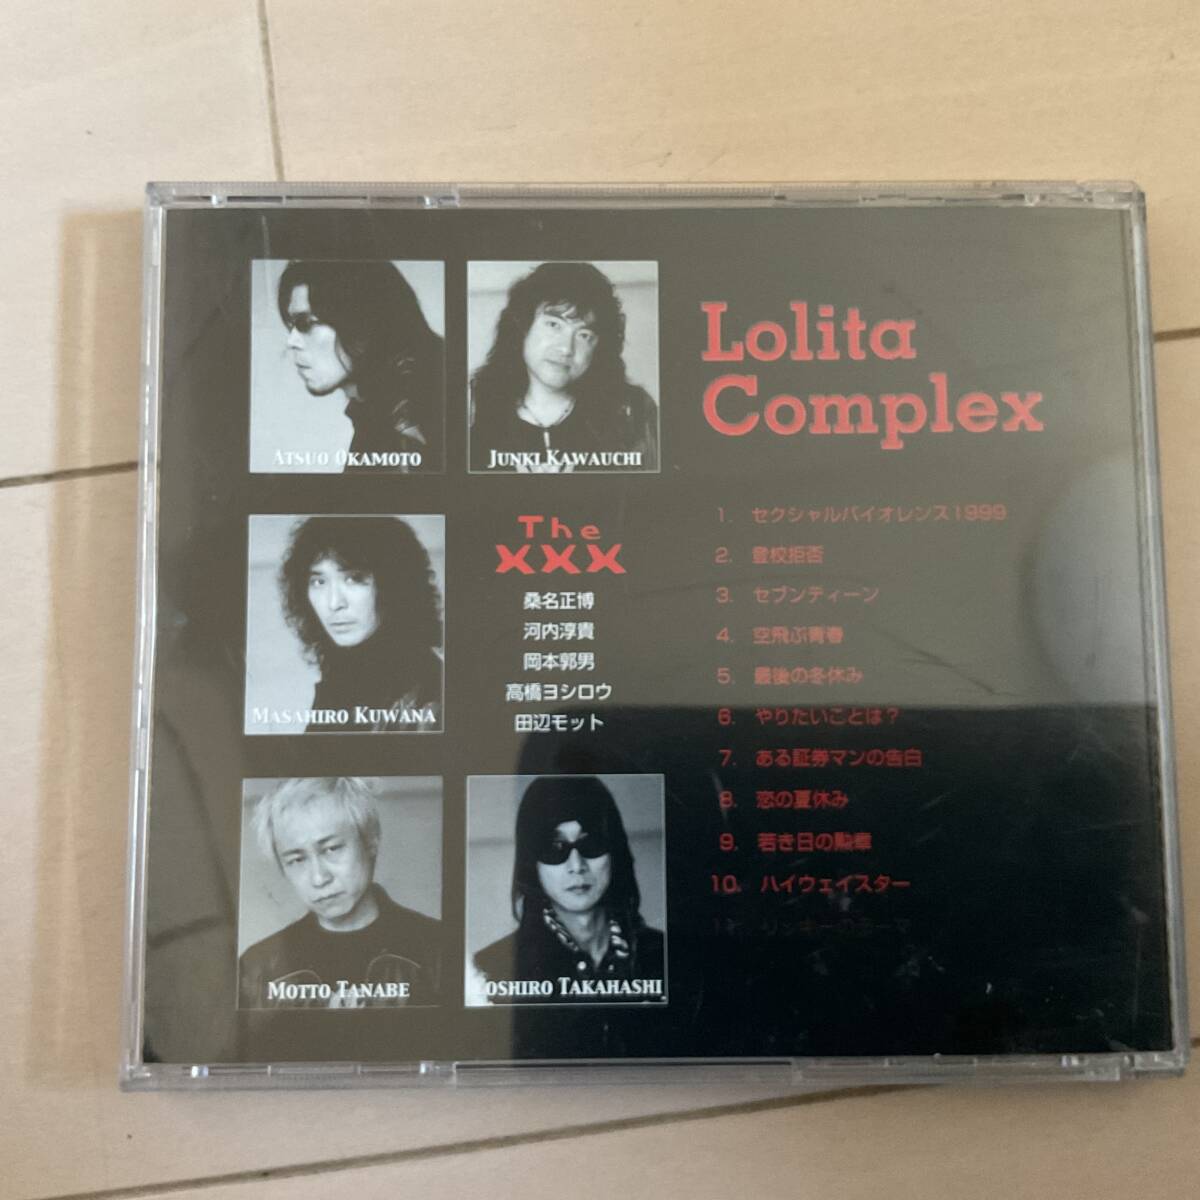 ATSUO OKAMOTO
JUNKI KAWAUCHI
Lolita
Complex
MASAHIRO KUWANA
The
XXX
桑名正博
河内淳貴
岡本郭男
高橋ヨシロウ
田辺モット
MOTTO TANABE
YOSHIRO TAKAHASHI
1. セクシャルバイオレンス1999
2. 登校拒否
3. セブンティーン
4. 空飛ぶ青春
5. 最後の冬休み
6. やりたいことは？
7. ある証券マンの告白
8. 恋の夏休み
9. 若き日の勲章
10. ハイウェイスター
11.